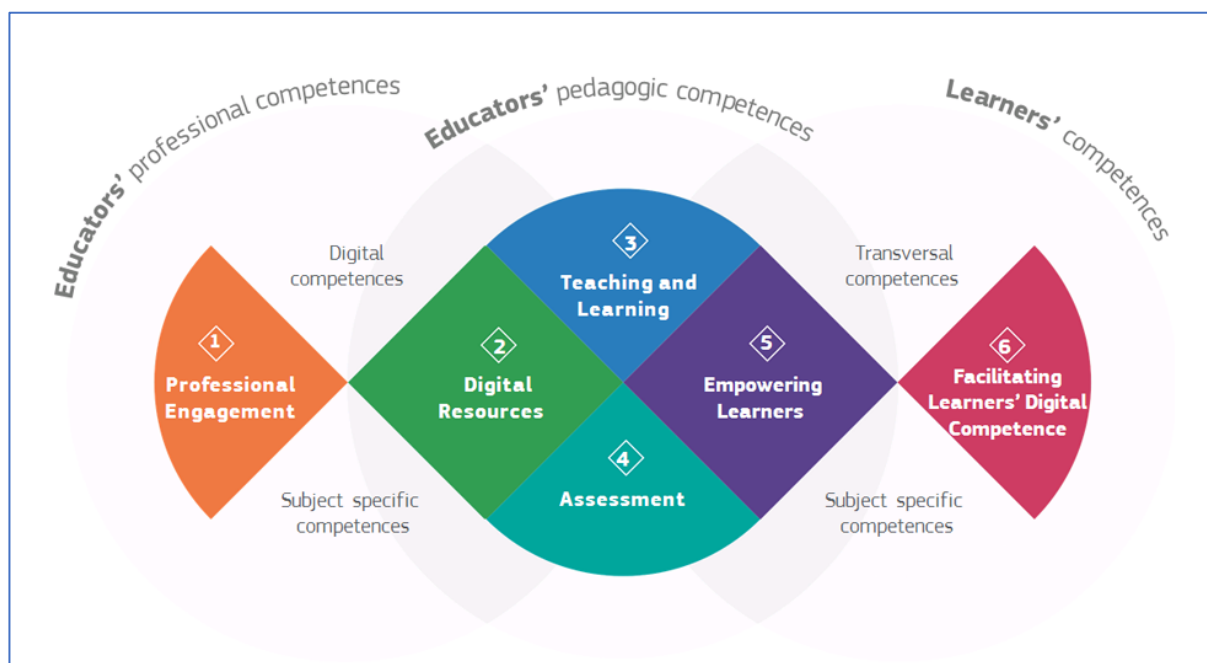 Educators' professional competences
Educators' pedagogic competences
Learners' competences
Digital
competences
Transversal
competences
1
Professional
Engagement
2
Digital
Resources
3
Teaching and
Learning
4
Assessment
5
Empowering
Learners
6
Facilitating
Learners' Digital
Competence
Subject specific
competences
Subject specific
competences